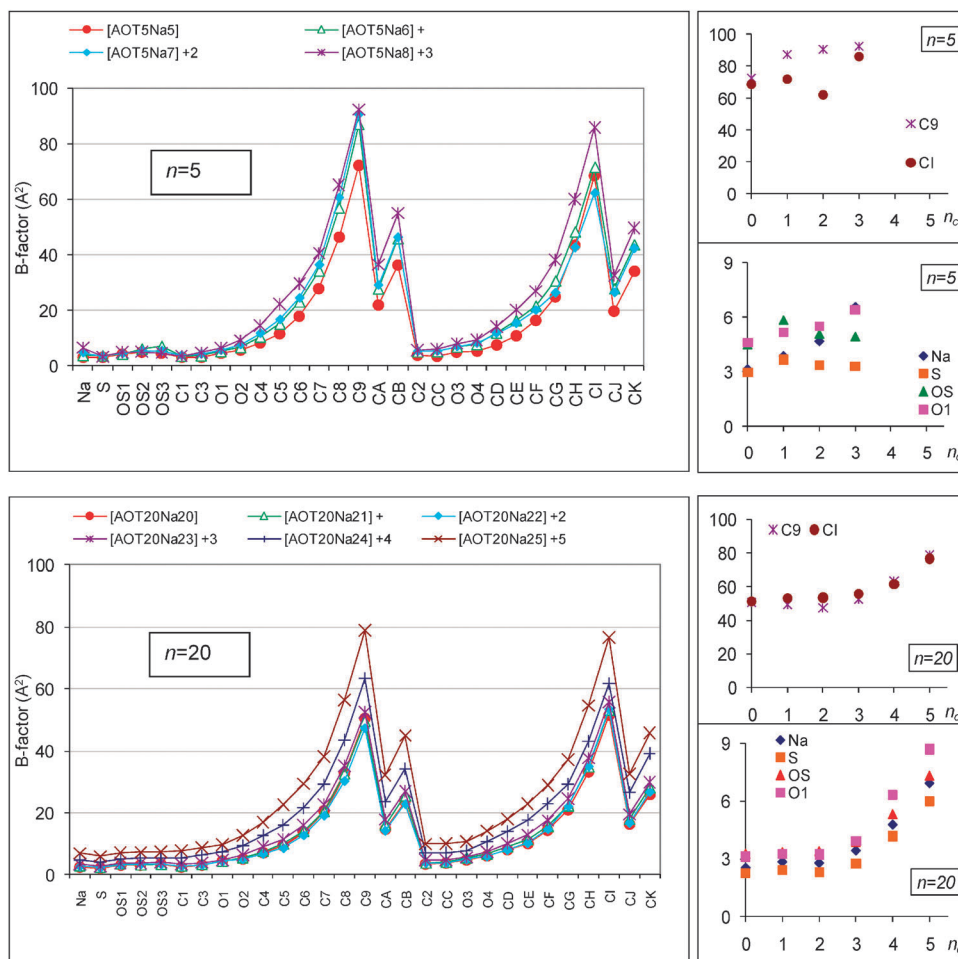 [AOT5Na5] [AOT5Na6] +
[AOT5Na7] +2 [AOT5Na8] +3
B-factor (A²)
100
80
60
40
20
0
n=5
Na S OS1 OS2 OS3 C1 C3 O1 O2 C4 C5 C6 C7 C8 C9 CA CB C2 CC O3 O4 CD CE CF CG CH CI CJ CK
n=5
100
80
60
40
20
0
C9
CI
0 1 2 3 4 5 nc
n=5
9
6
3
0
Na
S
OS
O1
0 1 2 3 4 5
[AOT20Na20] [AOT20Na21] + [AOT20Na22] +2
[AOT20Na23] +3 [AOT20Na24] +4 [AOT20Na25] +5
B-factor (A²)
100
80
60
40
20
0
n=20
Na S OS1 OS2 OS3 C1 C3 O1 O2 C4 C5 C6 C7 C8 C9 CA CB C2 CC O3 O4 CD CE CF CG CH CI CJ CK
C9 CI
100
80
60
40
20
0
n=20
0 1 2 3 4 5
9
6
3
0
Na
S
OS
O1
n=20
0 1 2 3 4 5